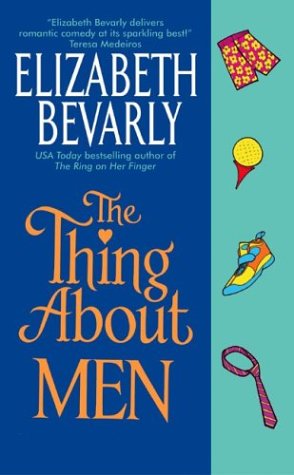 "Elizabeth Bevarly delivers
romantic comedy at its sparkling best!"
Teresa Medeiros
ELIZABETH
BEVARLY
USA Today bestselling author of
The Ring on Her Finger
The
Thing
About
MEN